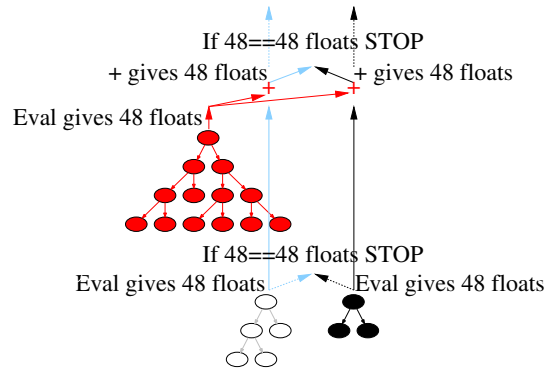 If 48==48 floats STOP
+ gives 48 floats + gives 48 floats
+ +
Eval gives 48 floats
If 48==48 floats STOP
Eval gives 48 floats Eval gives 48 floats